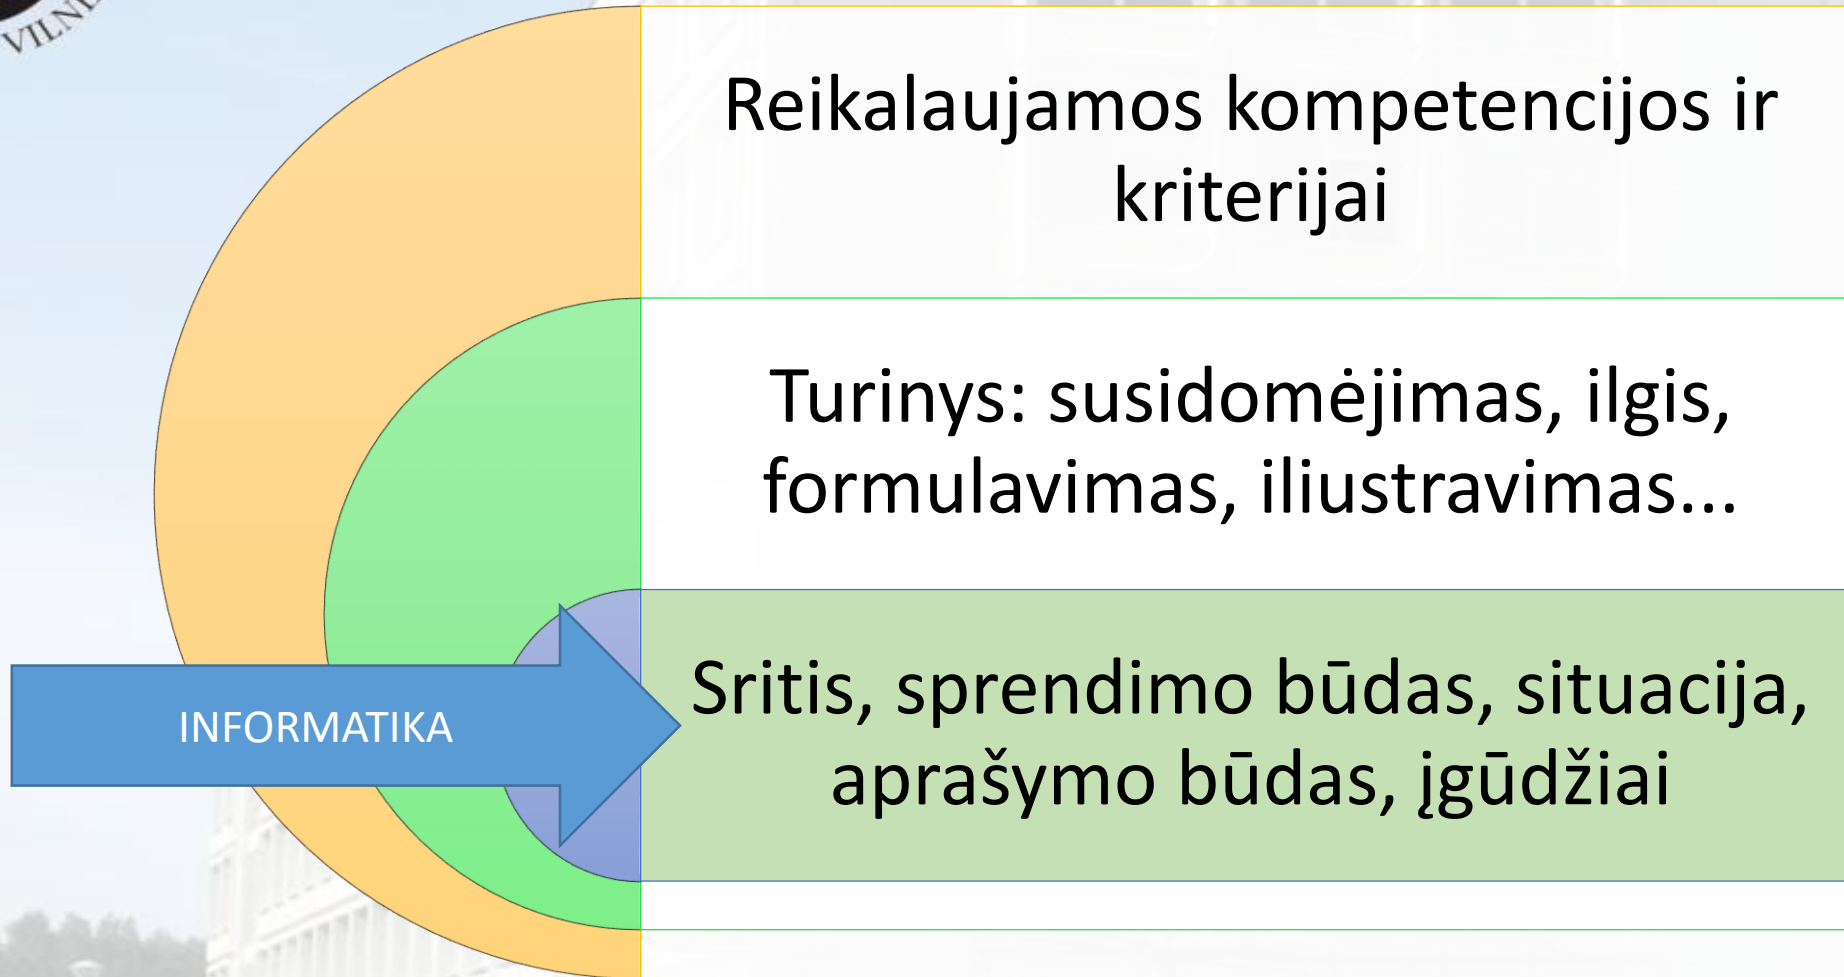 Reikalaujamos kompetencijos ir
kriterijai
Turinys: susidomėjimas, ilgis,
formulavimas, iliustravimas...
INFORMATIKA
Sritis, sprendimo būdas, situacija,
aprašymo būdas, įgūdžiai